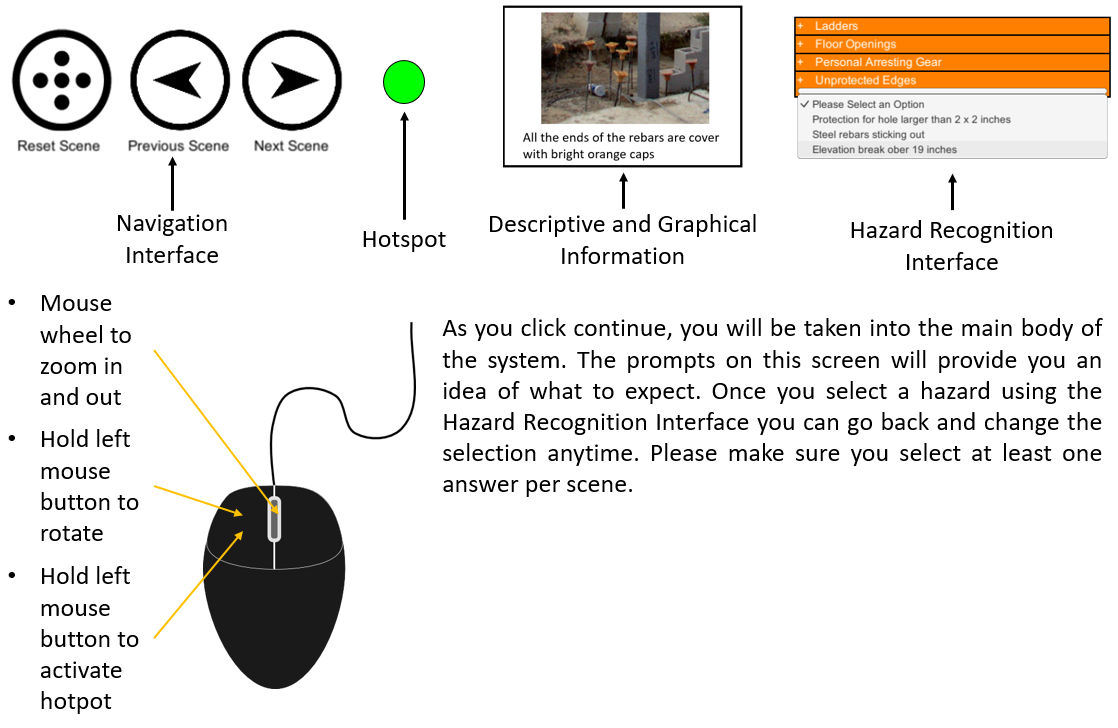 Reset Scene
Previous Scene
Next Scene
Navigation
Interface
Hotspot
All the ends of the rebars are cover
with bright orange caps
Descriptive and Graphical
Information
+ Ladders
+ Floor Openings
+ Personal Arresting Gear
+ Unprotected Edges
✓ Please Select an Option
Protection for hole larger than 2 x 2 inches
Steel rebars sticking out
Elevation break ober 19 inches
Hazard Recognition
Interface
• Mouse
wheel to
zoom in
and out
• Hold left
mouse
button to
rotate
• Hold left
mouse
button to
activate
hotpot
As you click continue, you will be taken into the main body of
the system. The prompts on this screen will provide you an
idea of what to expect. Once you select a hazard using the
Hazard Recognition Interface you can go back and change the
selection anytime. Please make sure you select at least one
answer per scene.